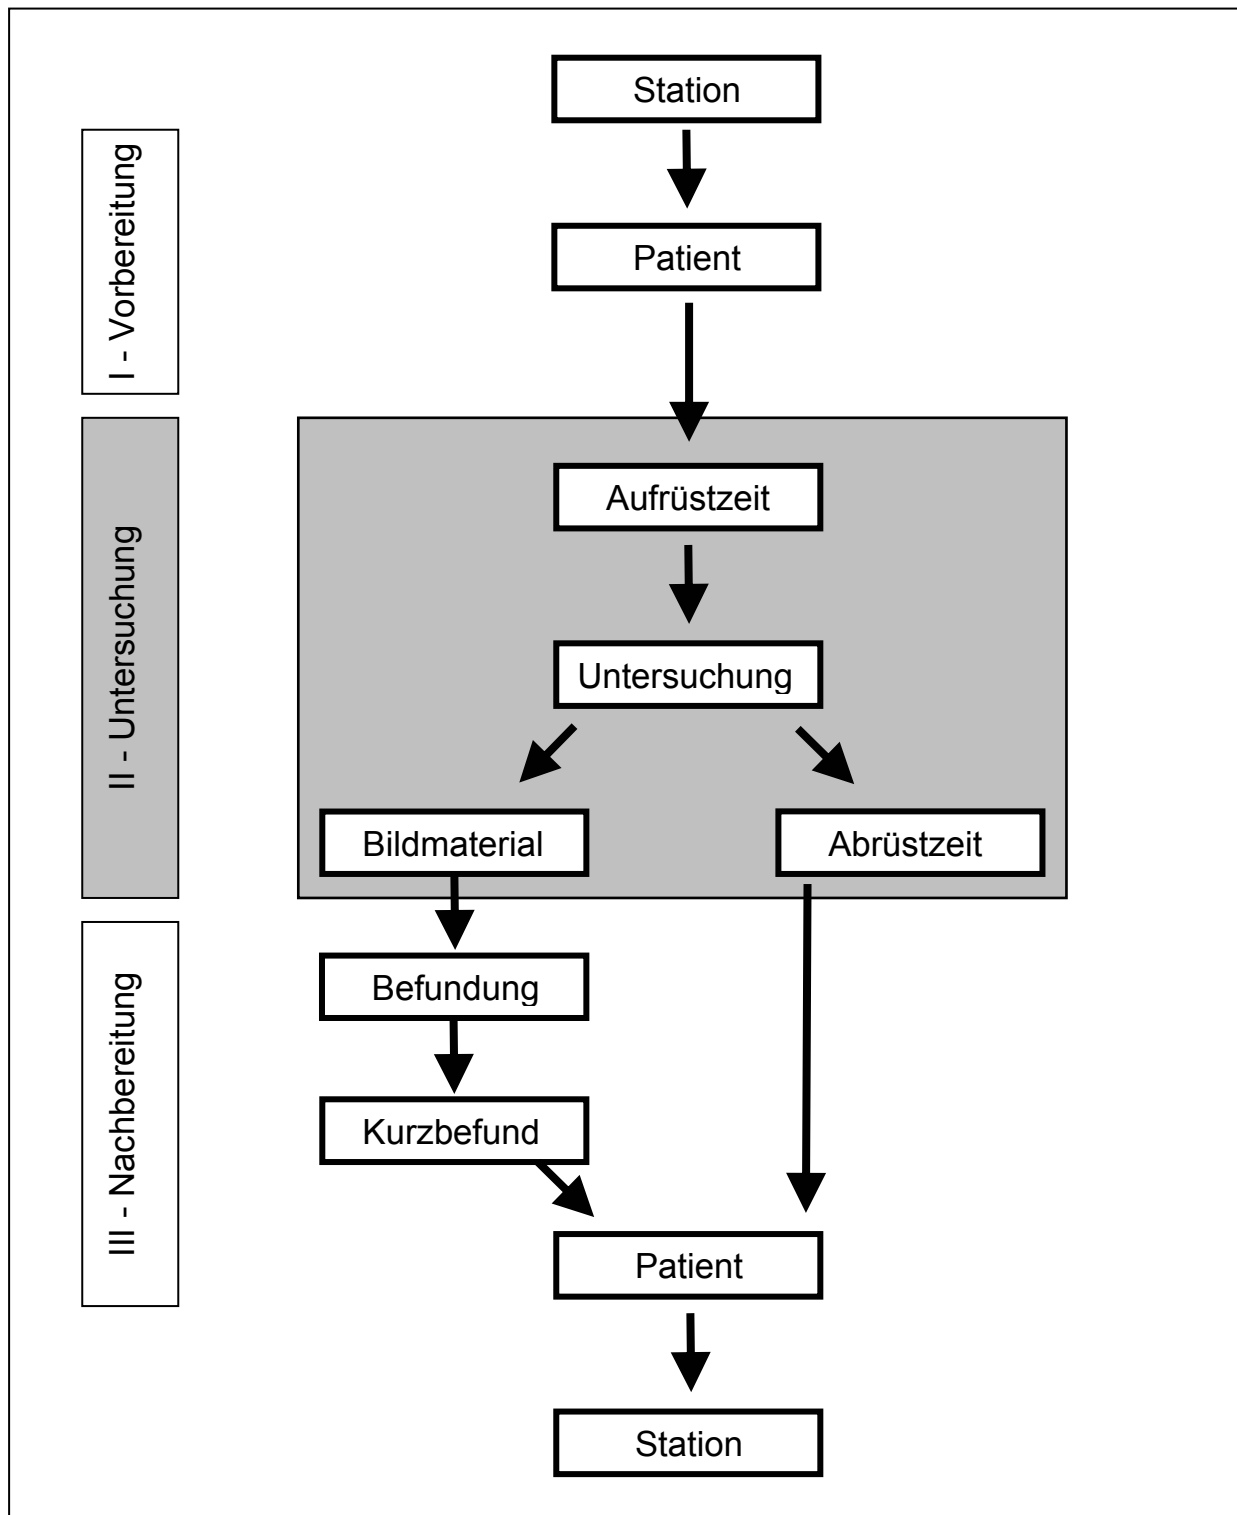 Station
I - Vorbereitung
Patient
II - Untersuchung
Aufrüstzeit
Untersuchung
Bildmaterial
Abrüstzeit
III - Nachbereitung
Befundung
Kurzbefund
Patient
Station